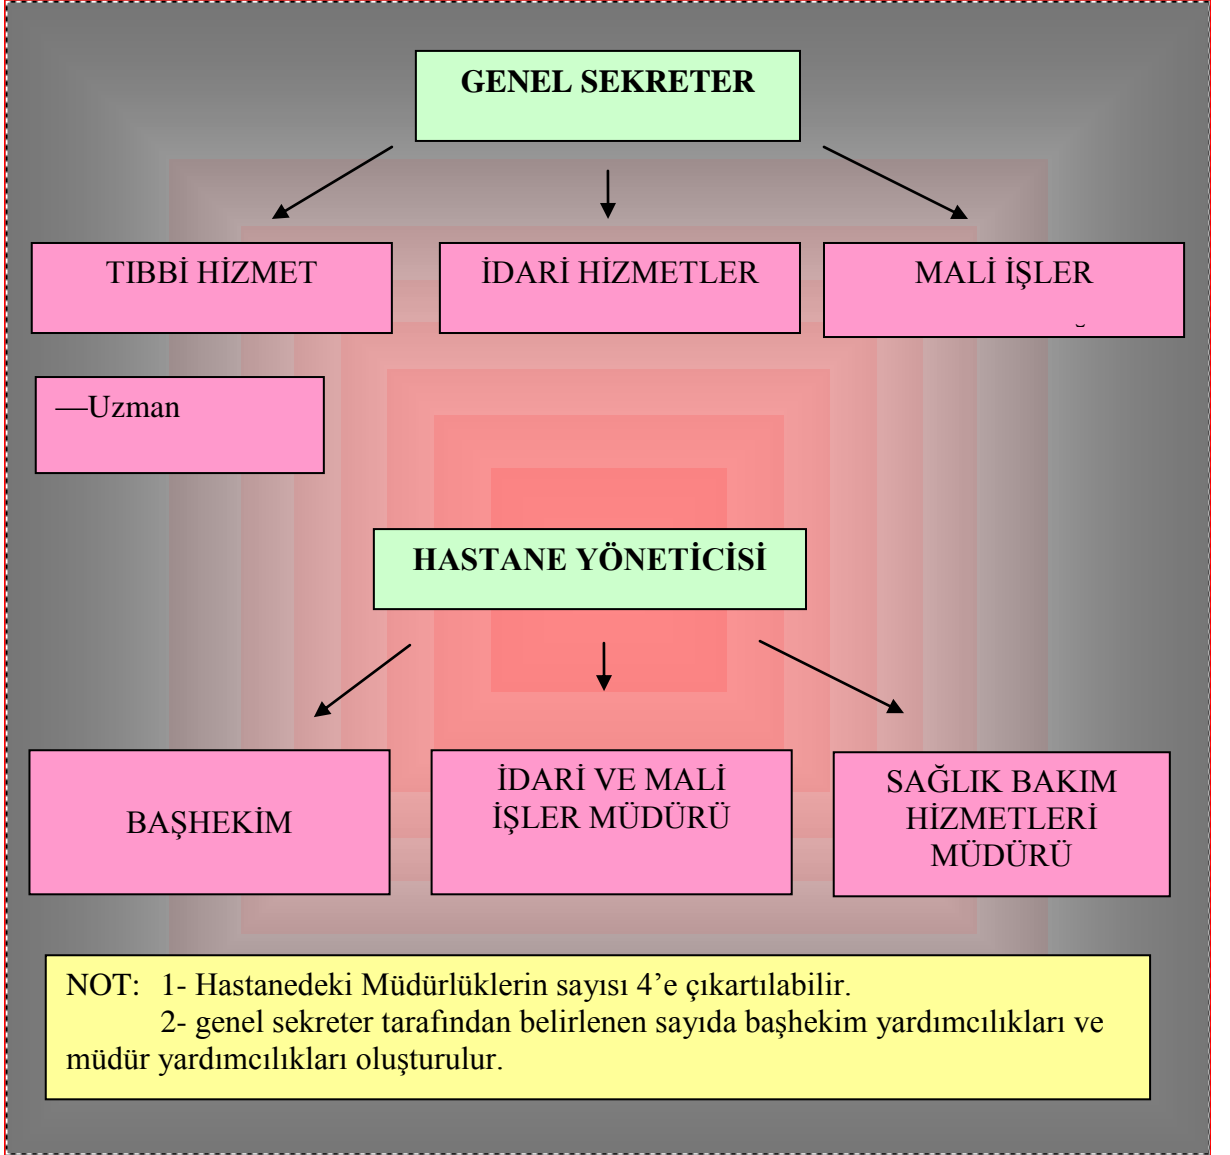 GENEL SEKRETER
TIBBİ HİZMET
İDARİ HİZMETLER
MALİ İŞLER
—Uzman
HASTANE YÖNETİCİSİ
BAŞHEKİM
İDARİ VE MALİ
İŞLER MÜDÜRÜ
SAĞLIK BAKIM
HİZMETLERİ
MÜDÜRÜ
NOT: 1- Hastanedeki Müdürlüklerin sayısı 4’e çıkartılabilir.
2- genel sekreter tarafından belirlenen sayıda başhekim yardımcılıkları ve
müdür yardımcılıkları oluşturulur.